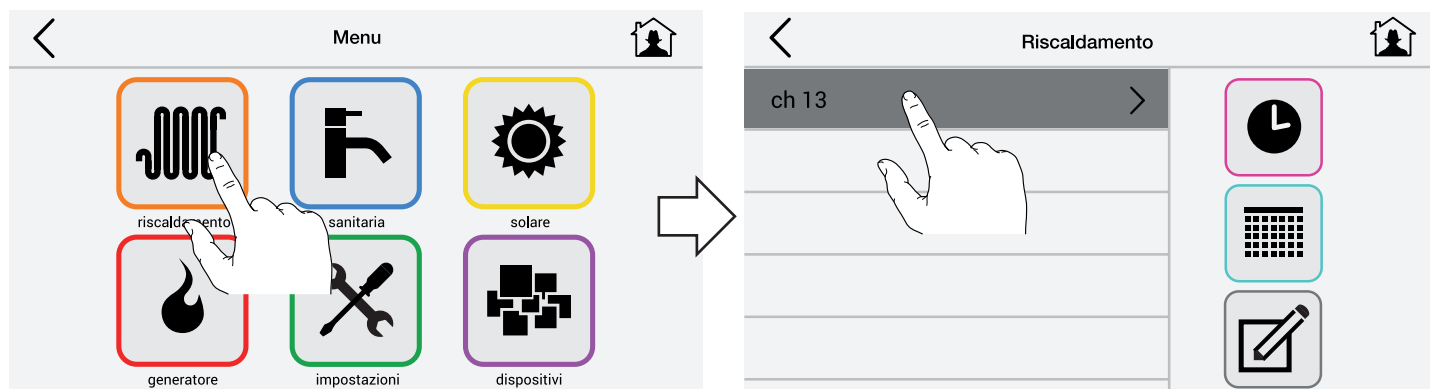 Menu
riscaldamento
sanitaria
solare
generatore
impostazioni
dispositivi
Riscaldamento
ch 13